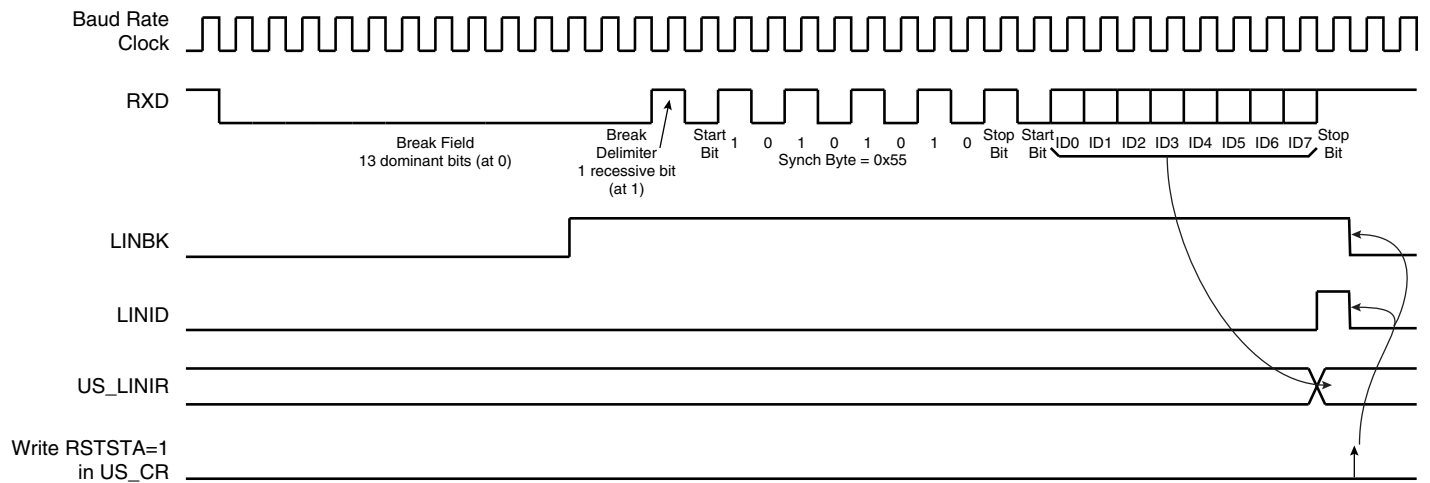 Baud Rate
Clock
RXD
Break Field
13 dominant bits (at 0)
Break
Delimiter
1 recessive bit
(at 1)
Start
Bit
1 0 1 0 1 0 1 0
Synch Byte = 0x55
Stop
Bit
Start
Bit
ID0 ID1 ID2 ID3 ID4 ID5 ID6 ID7
Stop
Bit
LINBK
LINID
US_LINIR
Write RSTSTA=1
in US_CR